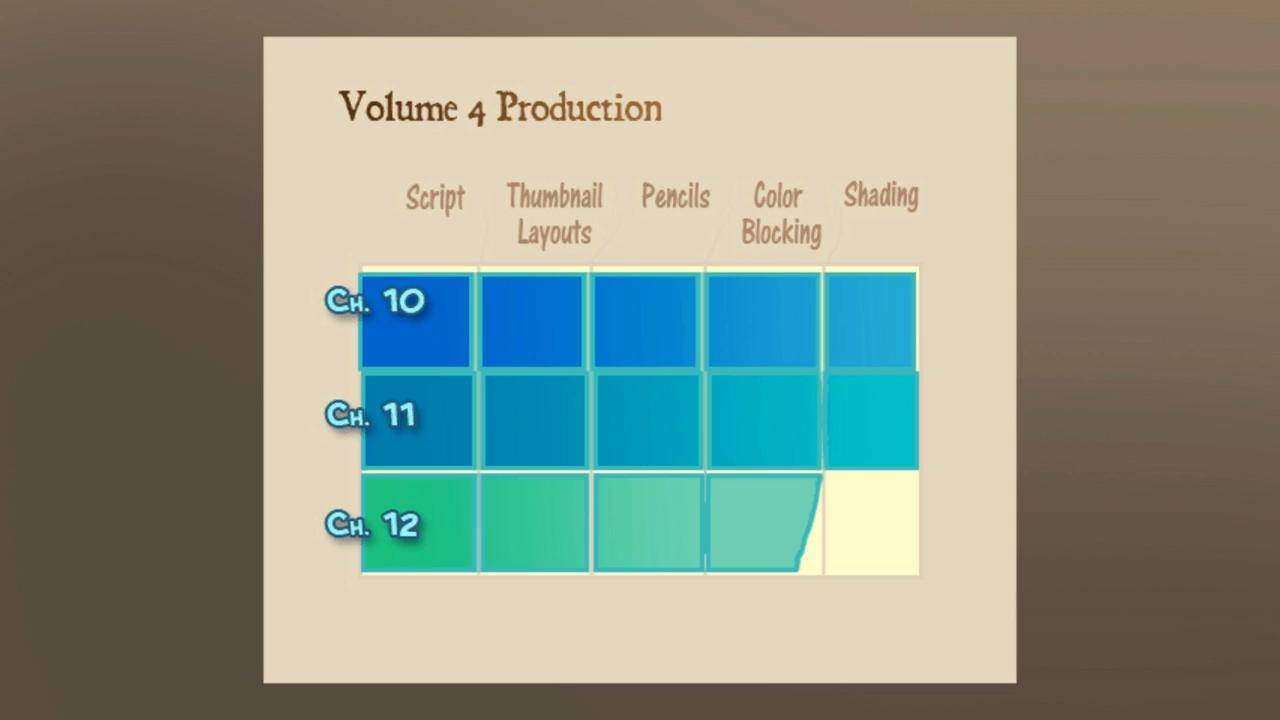 Volume 4 Production
Script Thumbnail Pencils Color Shading
Layouts Blocking
Ch. 10
Ch. 11
Ch. 12